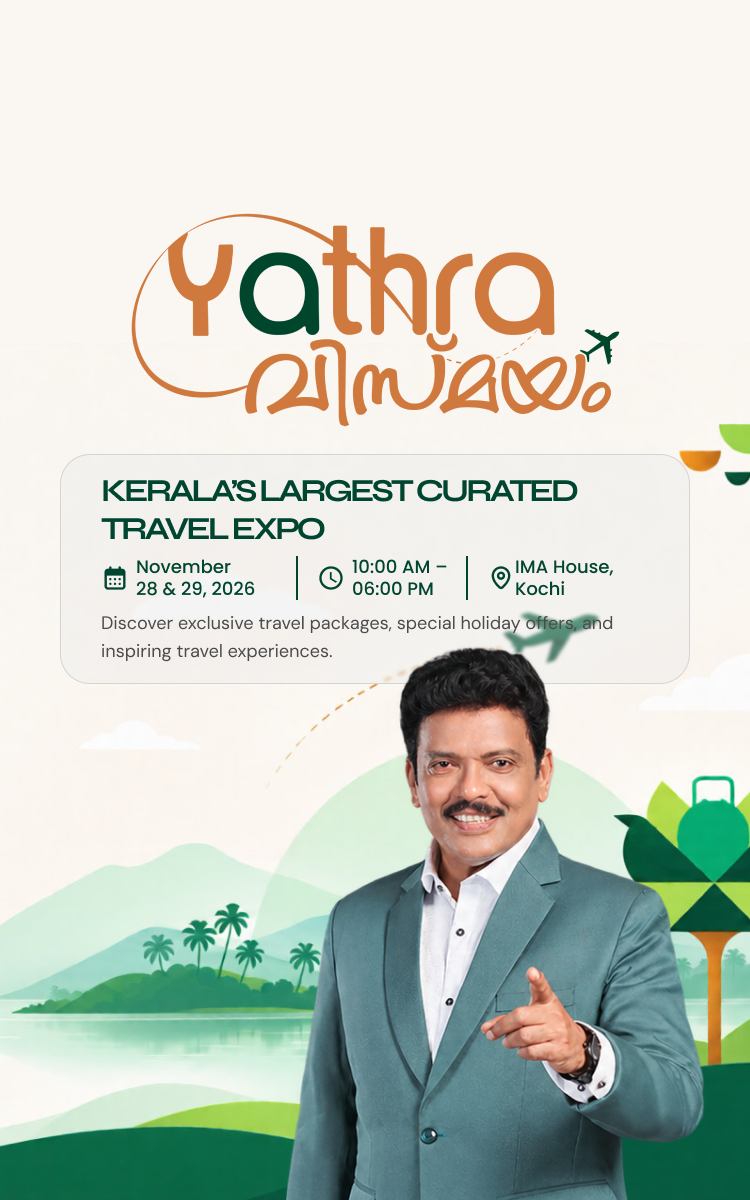 Yathra
വിസ്മയം
KERALA'S LARGEST CURATED
TRAVEL EXPO
November
28 & 29, 2026
10:00 AM –
06:00 PM
IMA House,
Kochi
Discover exclusive travel packages, special holiday offers, and
inspiring travel experiences.